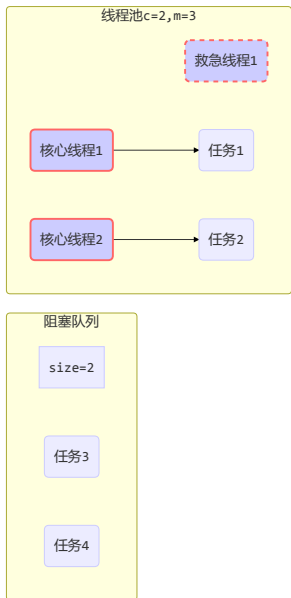 线程池c=2,m=3
救急线程1
核心线程1
任务1
核心线程2
任务2
阻塞队列
size=2
任务3
任务4